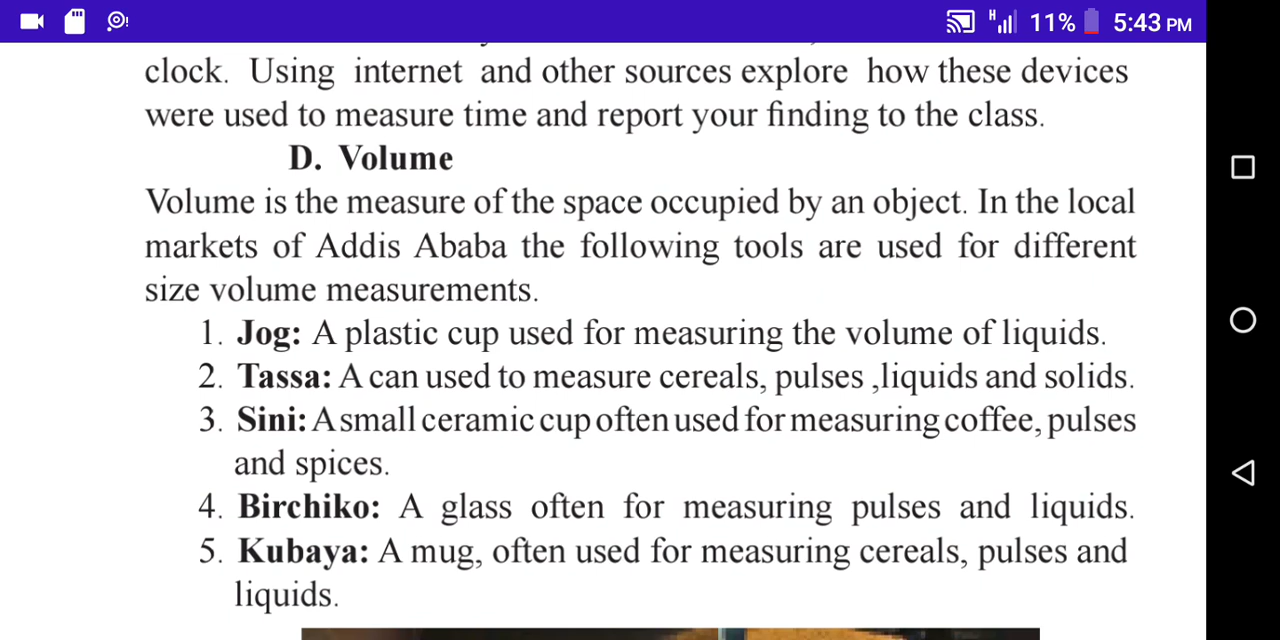 H 11% 5:43 PM
clock. Using internet and other sources explore how these devices
were used to measure time and report your finding to the class.
D. Volume
Volume is the measure of the space occupied by an object. In the local
markets of Addis Ababa the following tools are used for different
size volume measurements.
1. Jog: A plastic cup used for measuring the volume of liquids.
2. Tassa: A can used to measure cereals, pulses ,liquids and solids.
3. Sini: A small ceramic cup often used for measuring coffee, pulses
and spices.
4. Birchiko: A glass often for measuring pulses and liquids.
5. Kubaya: A mug, often used for measuring cereals, pulses and
liquids.